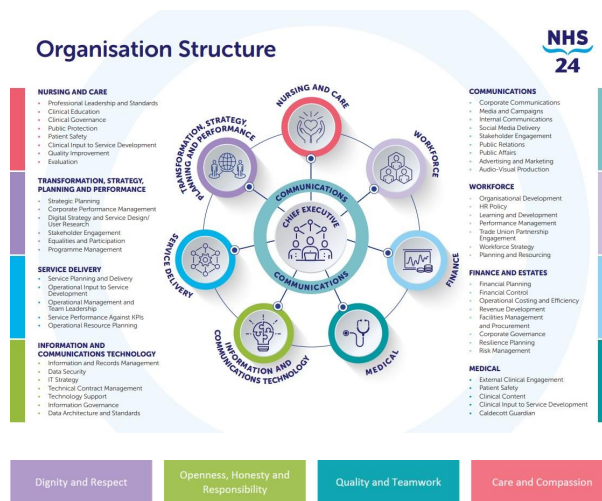 Organisation Structure
NHS
24
NURSING AND CARE
Professional Leadership and Standards
Clinical Education
Clinical Governance
Public Protection
Patient Safety
Clinical Input to Service Development
Quality Improvement
Evaluation
TRANSFORMATION, STRATEGY,
PLANNING AND PERFORMANCE
Strategic Planning
Corporate Performance Management
Digital Strategy and Service Design/
User Research
Stakeholder Engagement
Equalities and Participation
Programme Management
SERVICE DELIVERY
Service Planning and Delivery
Operational Input to Service
Development
Operational Management and
Team Leadership
Service Performance Against KPIs
Operational Resource Planning
INFORMATION AND
COMMUNICATIONS TECHNOLOGY
Information and Records Management
Data Security
IT Strategy
Technical Contract Management
Technology Support
Information Governance
Data Architecture and Standards
NURSING AND CARE
WORKFORCE
FINANCE
MEDICAL
INFORMATION AND
COMMUNICATIONS TECHNOLOGY
SERVICE DELIVERY
TRANSFORMATION, STRATEGY,
PLANNING AND PERFORMANCE
COMMUNICATIONS
CHIEF EXECUTIVE
COMMUNICATIONS
COMMUNICATIONS
Corporate Communications
Media and Campaigns
Internal Communications
Social Media Delivery
Stakeholder Engagement
Public Relations
Public Affairs
Advertising and Marketing
Audio-Visual Production
WORKFORCE
Organisational Development
HR Policy
Learning and Development
Performance Management
Trade Union Partnership
Engagement
Workforce Strategy
Planning and Resourcing
FINANCE AND ESTATES
Financial Planning
Financial Control
Operational Costing and Efficiency
Revenue Development
Facilities Management
and Procurement
Corporate Governance
Resilience Planning
Risk Management
MEDICAL
External Clinical Engagement
Patient Safety
Clinical Content
Clinical Input to Service Development
Caldecott Guardian
Dignity and Respect
Openness, Honesty and
Responsibility
Quality and Teamwork
Care and Compassion